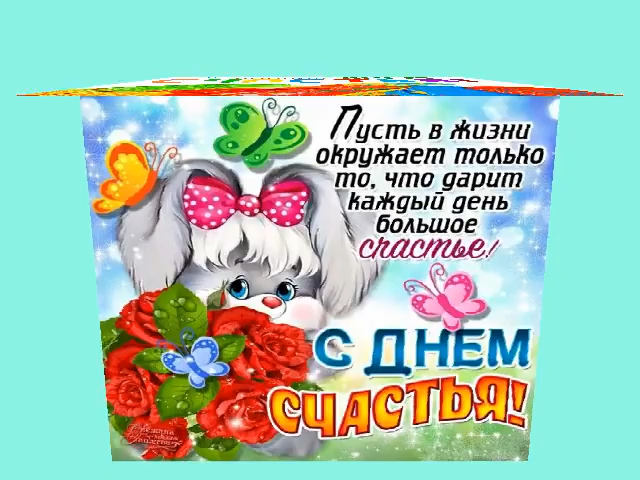 Пусть в жизни
окружает только
то, что дарит
каждый день
большое
счастье!
С ДНЕМ
СЧАСТЬЯ!